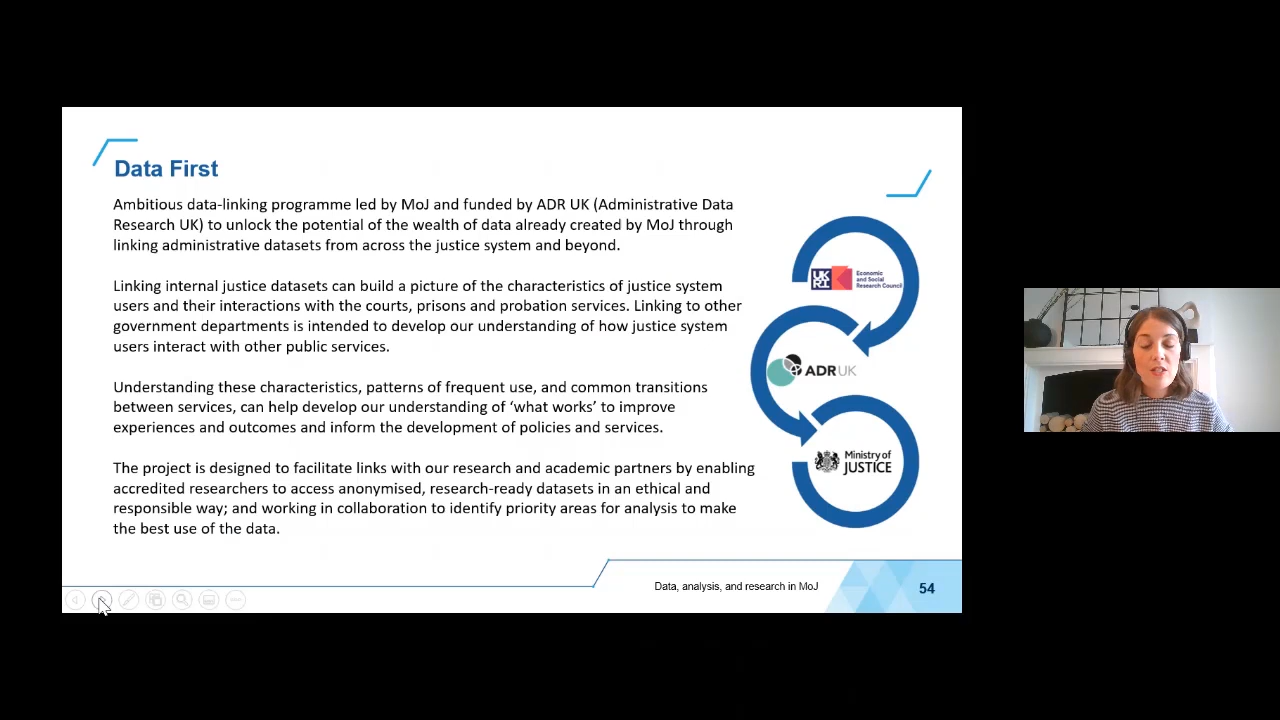 Data First
Ambitious data-linking programme led by MoJ and funded by ADR UK (Administrative Data
Research UK) to unlock the potential of the wealth of data already created by MoJ through
linking administrative datasets from across the justice system and beyond.
Linking internal justice datasets can build a picture of the characteristics of justice system
users and their interactions with the courts, prisons and probation services. Linking to other
government departments is intended to develop our understanding of how justice system
users interact with other public services.
Understanding these characteristics, patterns of frequent use, and common transitions
between services, can help develop our understanding of ‘what works’ to improve
experiences and outcomes and inform the development of policies and services.
The project is designed to facilitate links with our research and academic partners by enabling
accredited researchers to access anonymised, research-ready datasets in an ethical and
responsible way; and working in collaboration to identify priority areas for analysis to make
the best use of the data.
UK
RI
Economic
and Social
Research Council
ADR UK
Ministry of
JUSTICE
Data, analysis, and research in MoJ
54